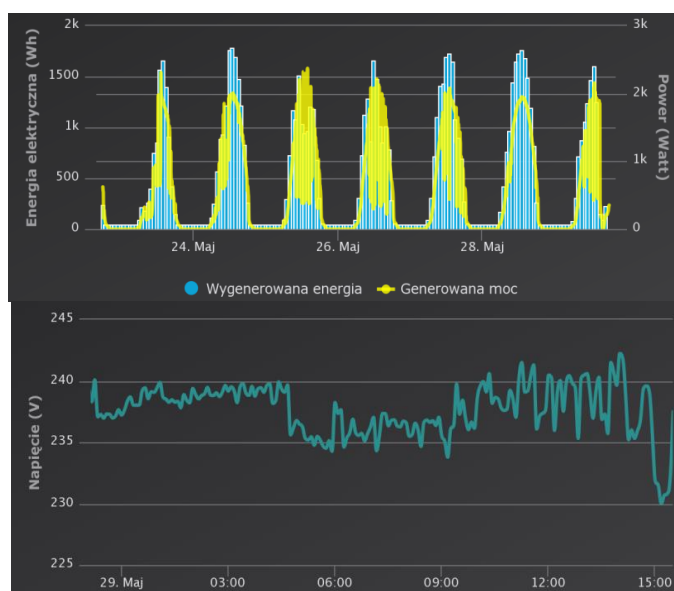 2k
3k
1500
2k
1k
1k
500
0
0
Energia elektryczna (Wh)
Power (Watt)
24. Maj
26. Maj
28. Maj
Wygenerowana energia
Generowana moc
245
240
235
230
225
Napięcie (V)
29. Maj
03:00
06:00
09:00
12:00
15:00